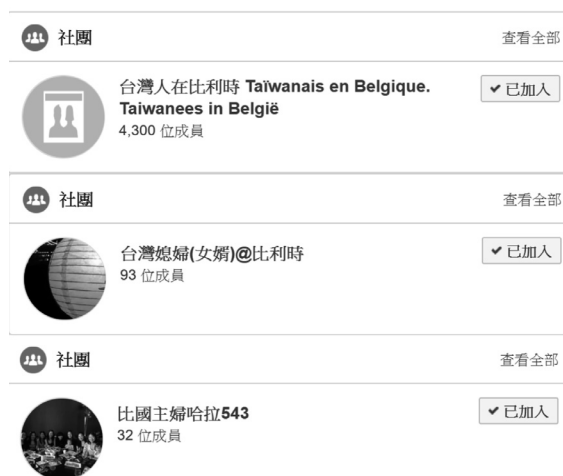 社團
查看全部
台灣人在比利時 Taïwanais en Belgique.
Taiwanees in België
已加入
4,300 位成員
社團
查看全部
台灣媳婦(女婿)@比利時
已加入
93 位成員
社團
查看全部
比國主婦哈拉543
已加入
32 位成員